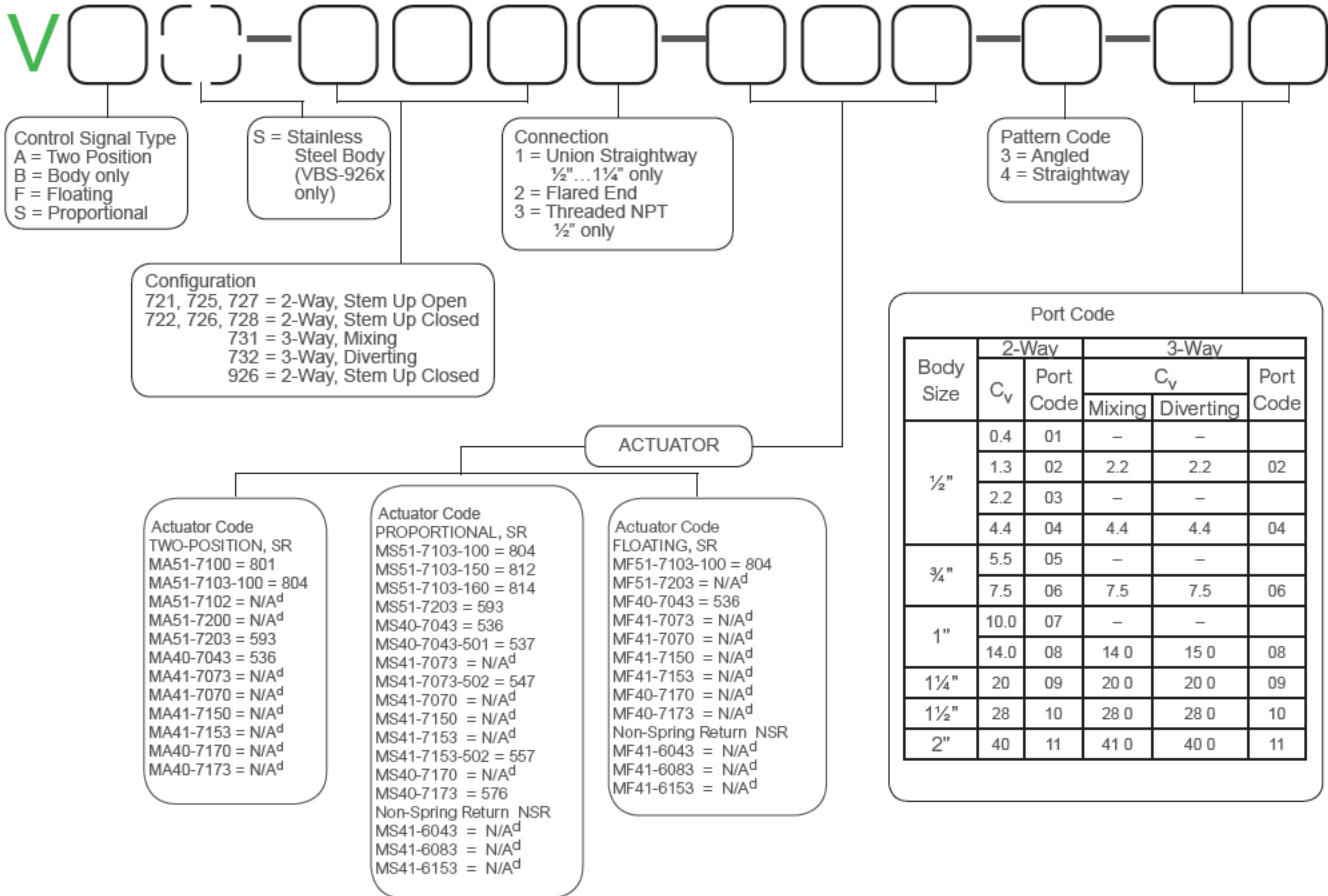 V
Control Signal Type
A = Two Position
B = Body only
F = Floating
S = Proportional
S = Stainless
Steel Body
(VBS-926x
only)
Connection
1 = Union Straightway
½"…1¼" only
2 = Flared End
3 = Threaded NPT
½" only
Pattern Code
3 = Angled
4 = Straightway
Configuration
721, 725, 727 = 2-Way, Stem Up Open
722, 726, 728 = 2-Way, Stem Up Closed
731 = 3-Way, Mixing
732 = 3-Way, Diverting
926 = 2-Way, Stem Up Closed
ACTUATOR
Actuator Code
TWO-POSITION, SR
MA51-7100 = 801
MA51-7103-100 = 804
MA51-7102 = N/Ad
MA51-7200 = N/Ad
MA51-7203 = 593
MA40-7043 = 536
MA41-7073 = N/Ad
MA41-7070 = N/Ad
MA41-7150 = N/Ad
MA41-7153 = N/Ad
MA40-7170 = N/Ad
MA40-7173 = N/Ad
Actuator Code
PROPORTIONAL, SR
MS51-7103-100 = 804
MS51-7103-150 = 812
MS51-7103-160 = 814
MS51-7203 = 593
MS40-7043 = 536
MS40-7043-501 = 537
MS41-7073 = N/Ad
MS41-7073-502 = 547
MS41-7070 = N/Ad
MS41-7150 = N/Ad
MS41-7153 = N/Ad
MS41-7153-502 = 557
MS40-7170 = N/Ad
MS40-7173 = 576
Non-Spring Return NSR
MS41-6043 = N/Ad
MS41-6083 = N/Ad
MS41-6153 = N/Ad
Actuator Code
FLOATING, SR
MF51-7103-100 = 804
MF51-7203 = N/Ad
MF40-7043 = 536
MF41-7073 = N/Ad
MF41-7070 = N/Ad
MF41-7150 = N/Ad
MF41-7153 = N/Ad
MF40-7170 = N/Ad
MF40-7173 = N/Ad
Non-Spring Return NSR
MF41-6043 = N/Ad
MF41-6083 = N/Ad
MF41-6153 = N/Ad
Port Code
2-Way 3-Way
Body Size Cv Port Code Cv Port Code
Mixing Diverting
½" 0.4 01 – –
1.3 02 2.2 2.2 02
2.2 03 – –
4.4 04 4.4 4.4 04
¾" 5.5 05 – –
7.5 06 7.5 7.5 06
1" 10.0 07 – –
14.0 08 14 0 15 0 08
1¼" 20 09 20 0 20 0 09
1½" 28 10 28 0 28 0 10
2" 40 11 41 0 40 0 11